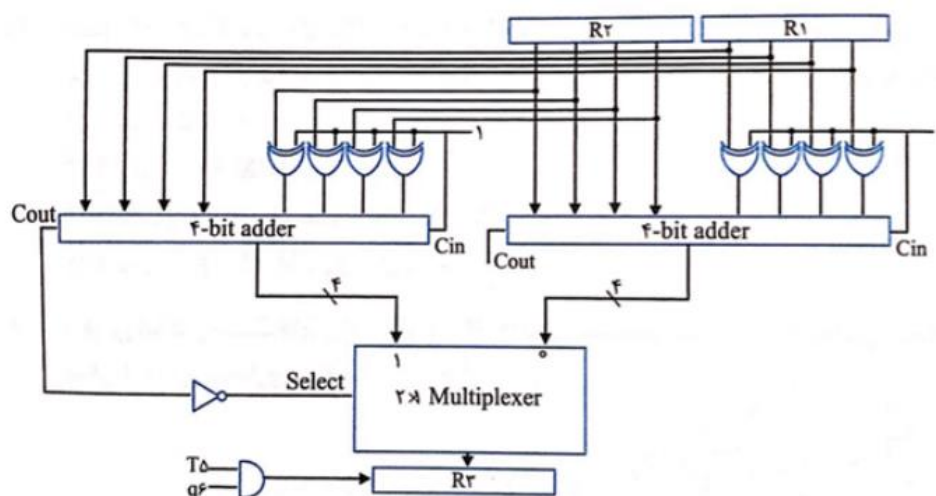 R۲
R۱
۱
Cout
۴-bit adder
Cin
۴-bit adder
Cout
Cin
۴
۴
۱
۰
Select
۲×۱ Multiplexer
T۵
q۶
R۳